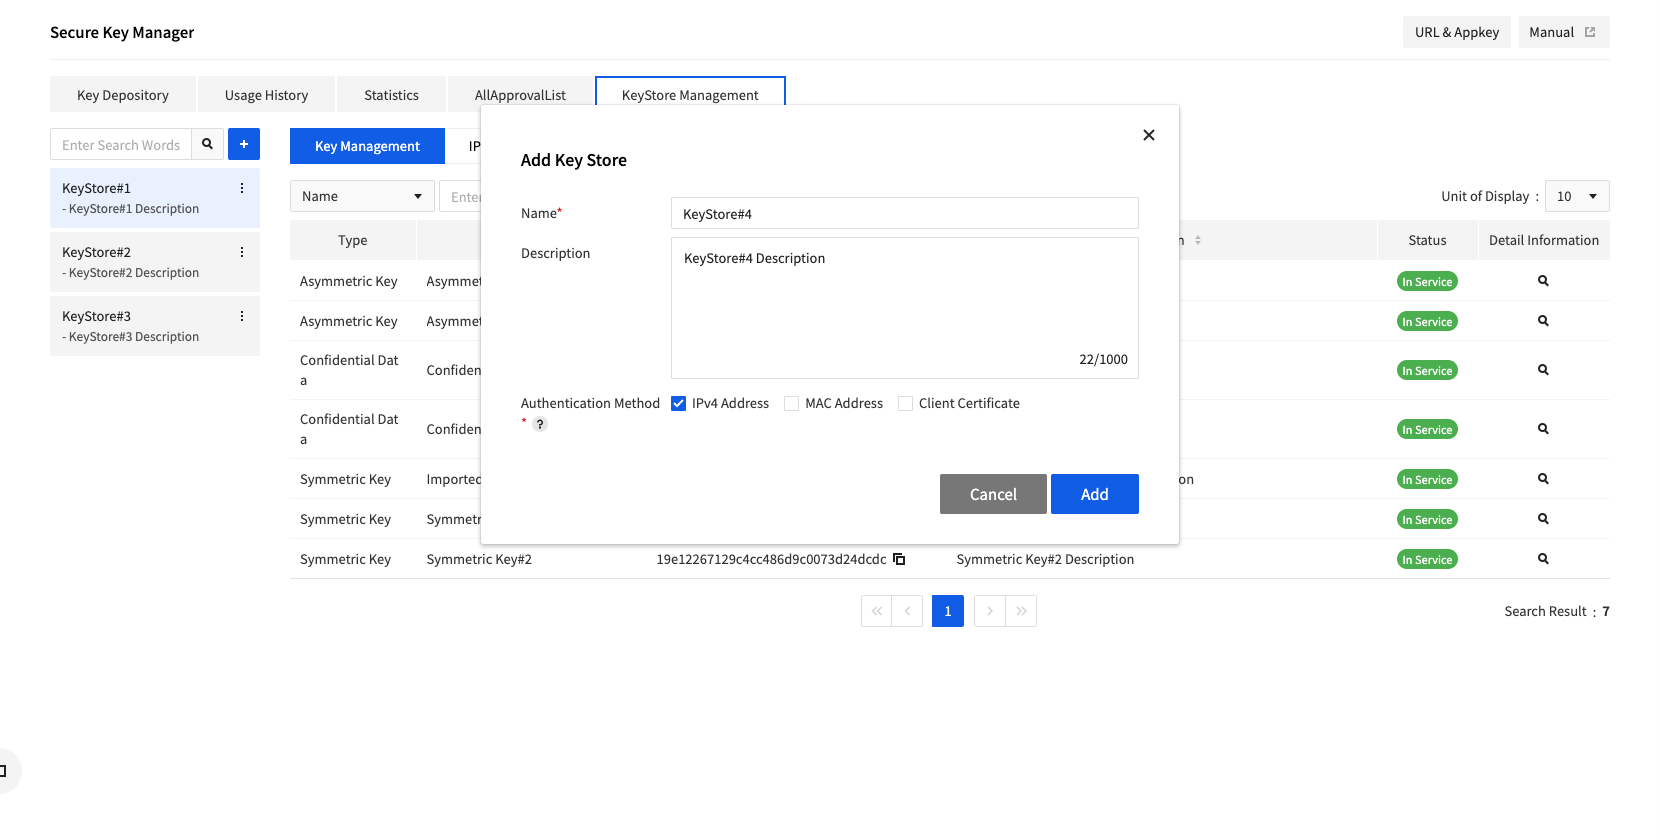 Secure Key Manager
URL & Appkey
Manual
Key Depository
Usage History
Statistics
AllApprovalList
KeyStore Management
Enter Search Words
+
KeyStore#1
- KeyStore#1 Description
KeyStore#2
- KeyStore#2 Description
KeyStore#3
- KeyStore#3 Description
Key Management
IP
Name
Enter
Unit of Display :
10
Type
n
Status
Detail Information
Asymmetric Key
Asymmet
In Service
Asymmetric Key
Asymmet
In Service
Confidential Dat
a
Confiden
In Service
Confidential Dat
a
Confiden
In Service
Symmetric Key
Imported
on
In Service
Symmetric Key
Symmetr
In Service
Symmetric Key
Symmetric Key#2
19e12267129c4cc486d9c0073d24dcdc
Symmetric Key#2 Description
In Service
Add Key Store
Name*
KeyStore#4
Description
KeyStore#4 Description
22/1000
Authentication Method
* ?
IPv4 Address
MAC Address
Client Certificate
Cancel
Add
« ‹ 1 › »
Search Result : 7